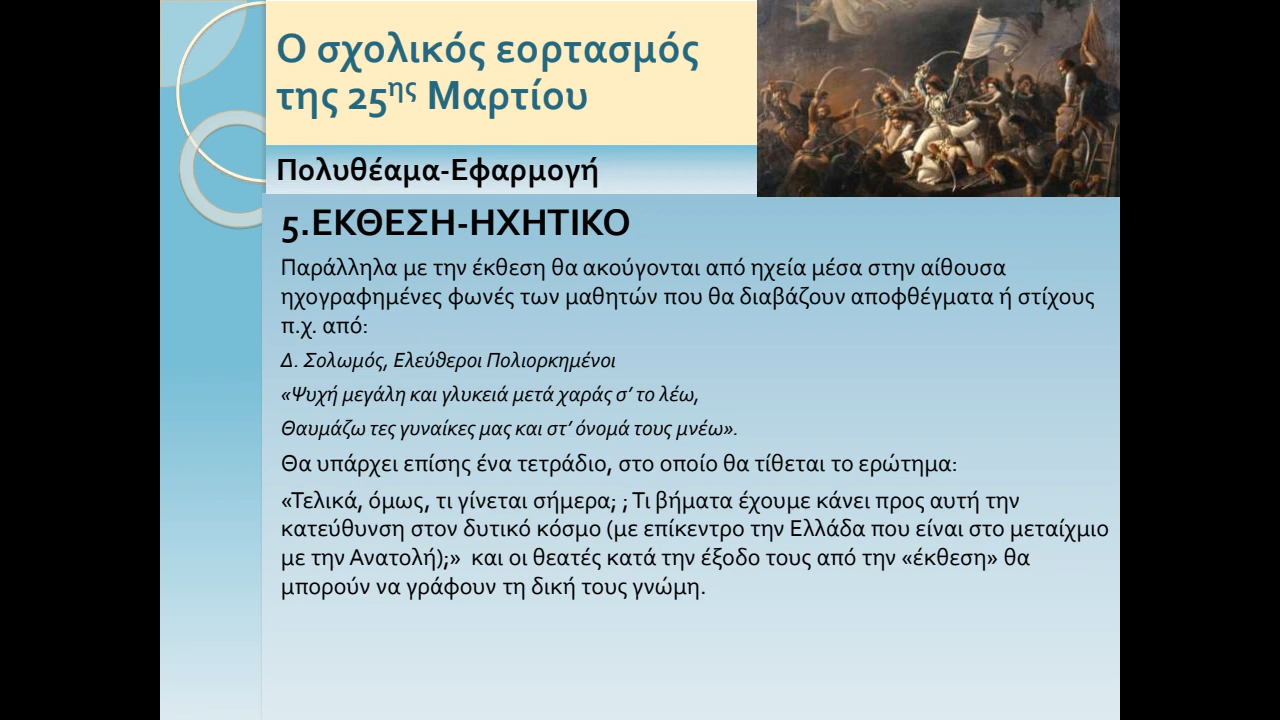 Ο σχολικός εορτασμός
της 25ης Μαρτίου
Πολυθέαμα-Εφαρμογή
5.ΕΚΘΕΣΗ-ΗΧΗΤΙΚΟ
Παράλληλα με την έκθεση θα ακούγονται από ηχεία μέσα στην αίθουσα
ηχογραφημένες φωνές των μαθητών που θα διαβάζουν αποφθέγματα ή στίχους
π.χ. από:
Δ. Σολωμός, Ελεύθεροι Πολιορκημένοι
«Ψυχή μεγάλη και γλυκειά μετά χαράς σ’ το λέω,
Θαυμάζω τες γυναίκες μας και στ’ όνομά τους μνέω».
Θα υπάρχει επίσης ένα τετράδιο, στο οποίο θα τίθεται το ερώτημα:
«Τελικά, όμως, τι γίνεται σήμερα; ; Τι βήματα έχουμε κάνει προς αυτή την
κατεύθυνση στον δυτικό κόσμο (με επίκεντρο την Ελλάδα που είναι στο μεταίχμιο
με την Ανατολή);» και οι θεατές κατά την έξοδο τους από την «έκθεση» θα
μπορούν να γράφουν τη δική τους γνώμη.